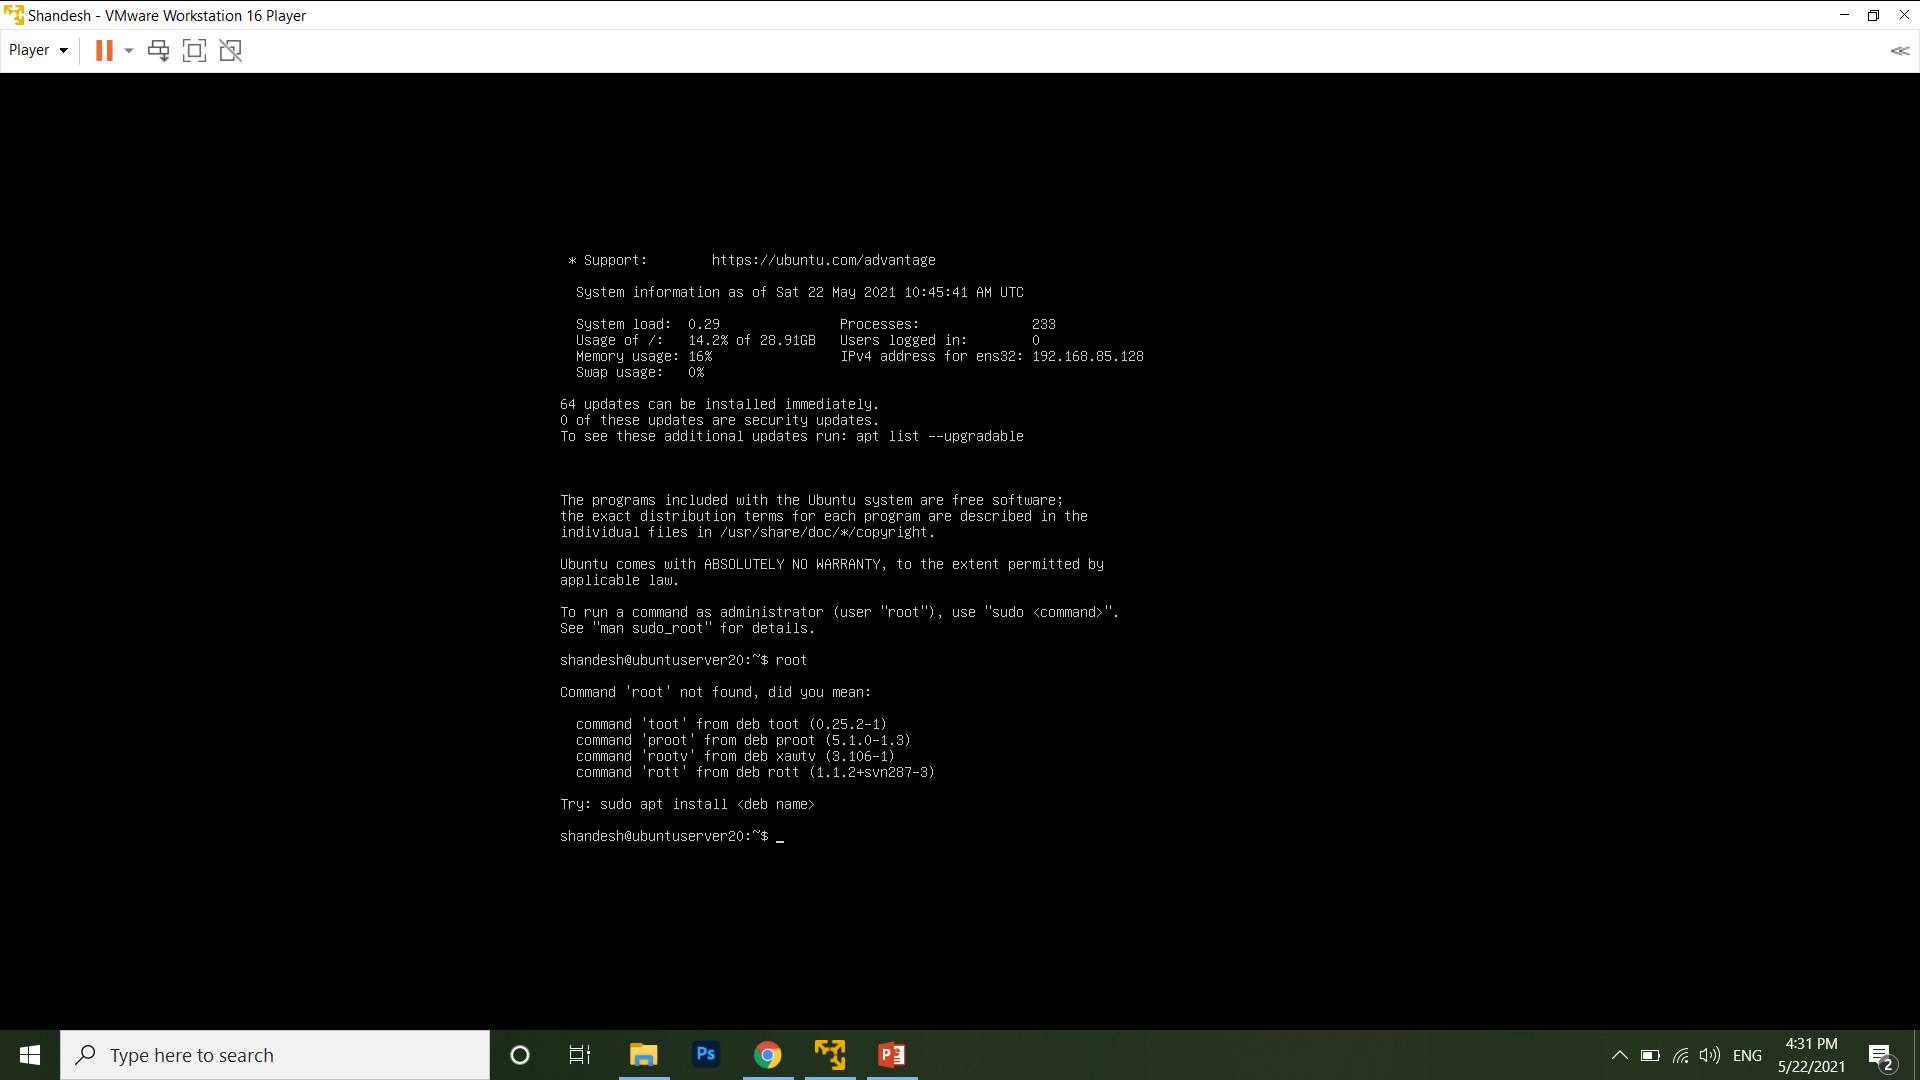 Shandesh - VMware Workstation 16 Player
Player
* Support: https://ubuntu.com/advantage
System information as of Sat 22 May 2021 10:45:41 AM UTC
System load: 0.29 Processes: 233
Usage of /: 14.2% of 28.91GB Users logged in: 0
Memory usage: 16% IPv4 address for ens32: 192.168.85.128
Swap usage: 0%
64 updates can be installed immediately.
0 of these updates are security updates.
To see these additional updates run: apt list --upgradable
The programs included with the Ubuntu system are free software;
the exact distribution terms for each program are described in the
individual files in /usr/share/doc/*/copyright.
Ubuntu comes with ABSOLUTELY NO WARRANTY, to the extent permitted by
applicable law.
To run a command as administrator (user "root"), use "sudo <command>".
See "man sudo_root" for details.
shandesh@ubuntuserver20:~$ root
Command 'root' not found, did you mean:
command 'toot' from deb toot (0.25.2-1)
command 'proot' from deb proot (5.1.0-1.3)
command 'rootv' from deb xawtv (3.106-1)
command 'rott' from deb rott (1.1.2+svn287-3)
Try: sudo apt install <deb name>
shandesh@ubuntuserver20:~$ _
Type here to search
Ps
P
ENG
4:31 PM
5/22/2021
2